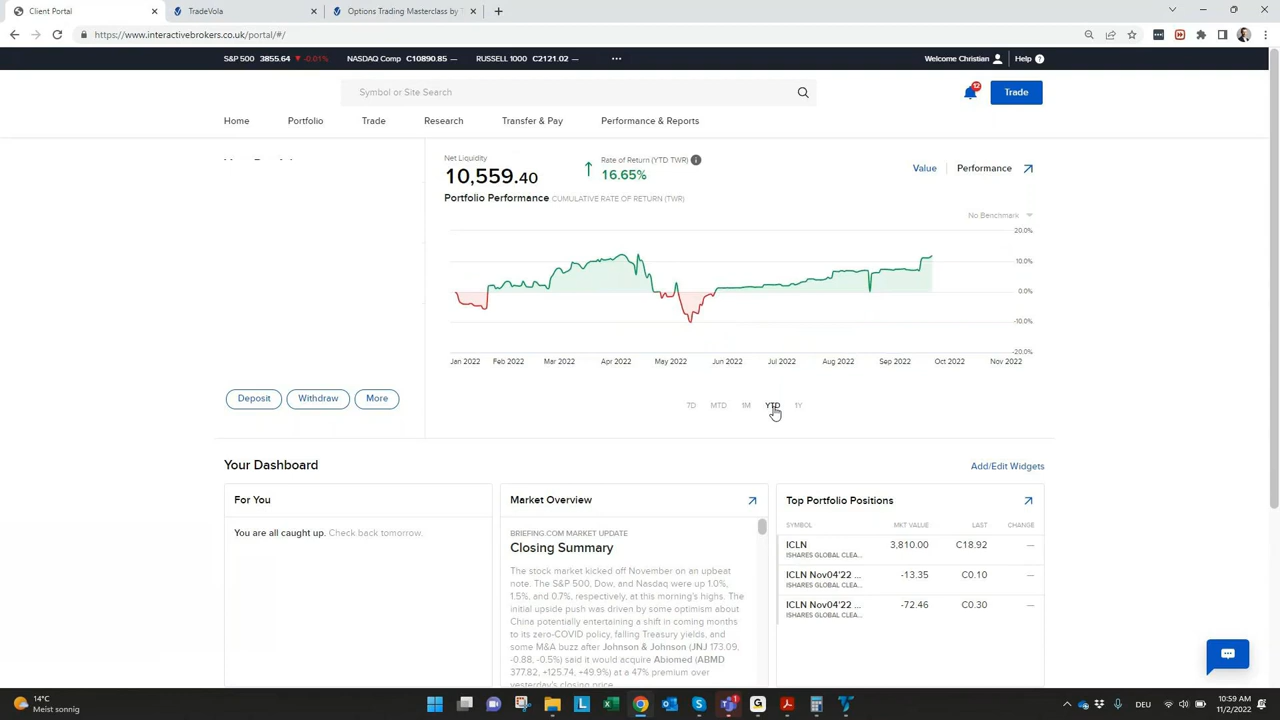 Client Portal
TradeVola
Options Trading Masterclass by T
https://www.interactivebrokers.co.uk/portal/#/
S&P 500 3855.64 ▼ -0.01% NASDAQ Comp C10890.85 — RUSSELL 1000 C2121.02 — •••
Welcome Christian Help ?
Symbol or Site Search
12
Trade
Home Portfolio Trade Research Transfer & Pay Performance & Reports
Net Liquidity
10,559.40
Rate of Return (YTD TWR)
16.65%
Value Performance
Portfolio Performance CUMULATIVE RATE OF RETURN (TWR)
No Benchmark
20.0%
10.0%
0.0%
-10.0%
-20.0%
Jan 2022 Feb 2022 Mar 2022 Apr 2022 May 2022 Jun 2022 Jul 2022 Aug 2022 Sep 2022 Oct 2022 Nov 2022
Deposit Withdraw More
7D MTD 1M YTD 1Y
Your Dashboard
Add/Edit Widgets
For You
You are all caught up. Check back tomorrow.
Market Overview
BRIEFING.COM MARKET UPDATE
Closing Summary
The stock market kicked off November on an upbeat
note. The S&P 500, Dow, and Nasdaq were up 1.0%,
1.5%, and 0.7%, respectively, at this morning's highs. The
initial upside push was driven by some optimism about
China potentially entertaining a shift in coming months
to its zero-COVID policy, falling Treasury yields, and
some M&A buzz after Johnson & Johnson (JNJ 173.09,
-0.88, -0.5%) said it would acquire Abiomed (ABMD
377.82, +125.74, +49.9%) at a 47% premium over
yesterday's closing price.
Top Portfolio Positions
SYMBOL MKT VALUE LAST CHANGE
ICLN 3,810.00 C18.92 —
ISHARES GLOBAL CLEA...
ICLN Nov04'22 ... -13.35 C0.10 —
ISHARES GLOBAL CLEA...
ICLN Nov04'22 ... -72.46 C0.30 —
ISHARES GLOBAL CLEA...
14°C
Meist sonnig
DEU
10:59 AM
11/2/2022